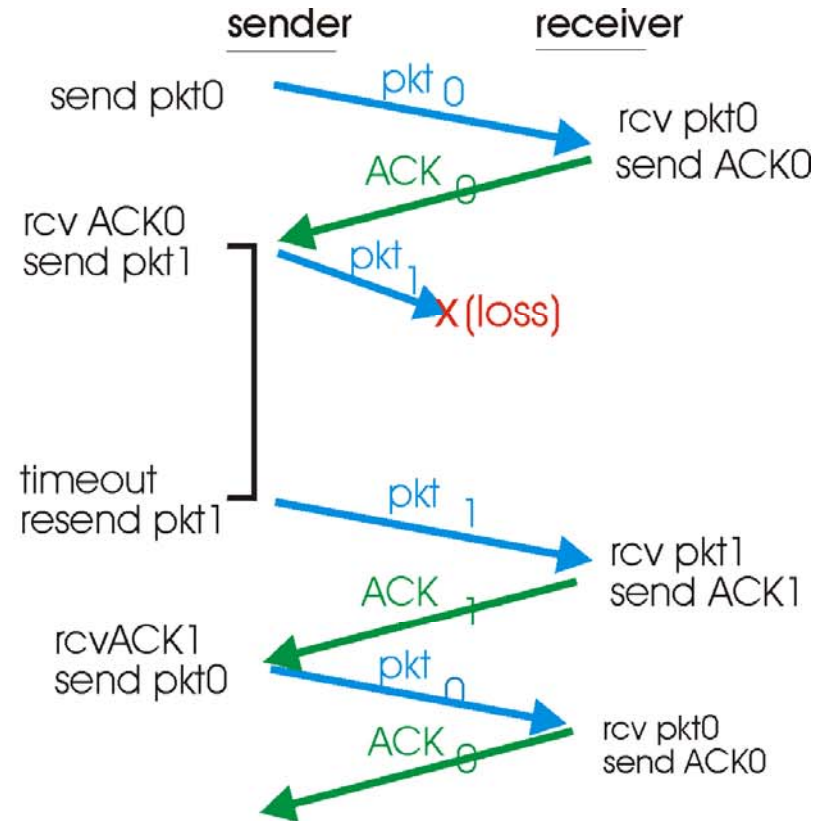 sender
receiver
send pkt0
pkt 0
rcv pkt0
send ACK0
ACK 0
rcv ACK0
send pkt1
pkt 1
X (loss)
timeout
resend pkt1
pkt 1
rcv pkt1
send ACK1
ACK 1
rcvACK1
send pkt0
pkt 0
rcv pkt0
send ACK0
ACK 0